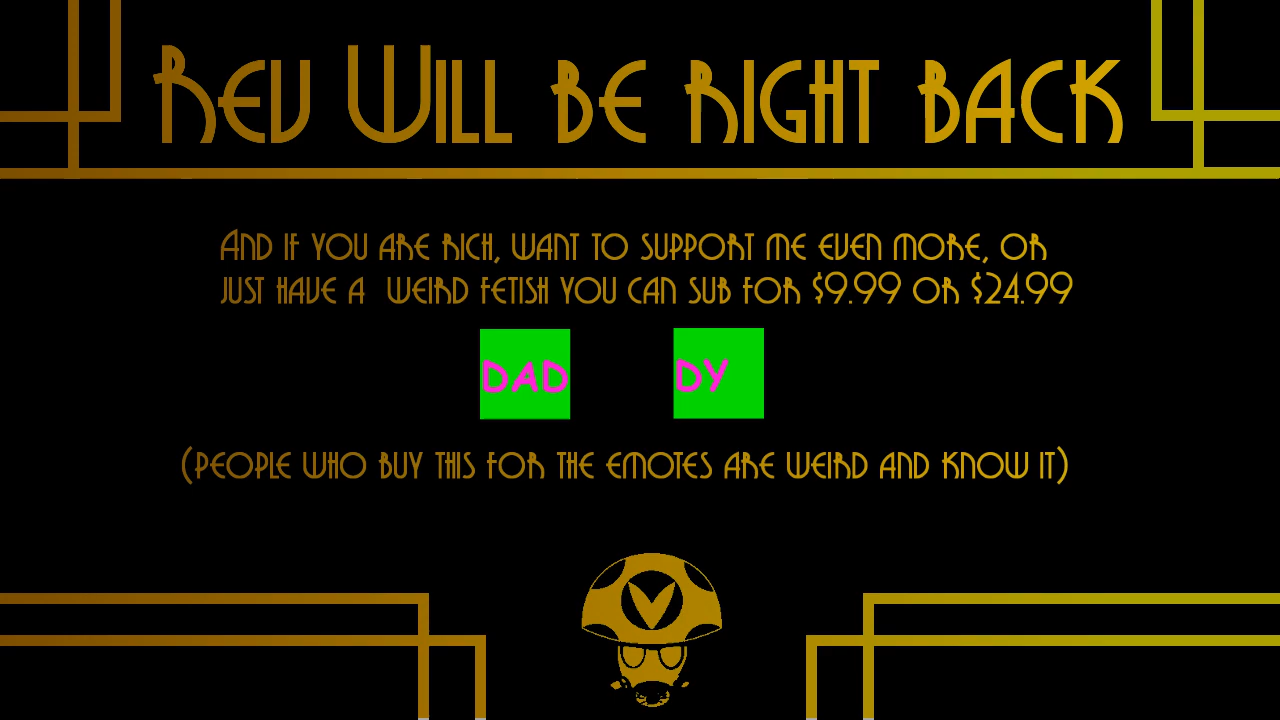 Rev Will be right back
And if you are rich, want to support me even more, or
just have a weird fetish you can sub for $9.99 or $24.99
DAD DY
(people who buy this for the emotes are weird and know it)